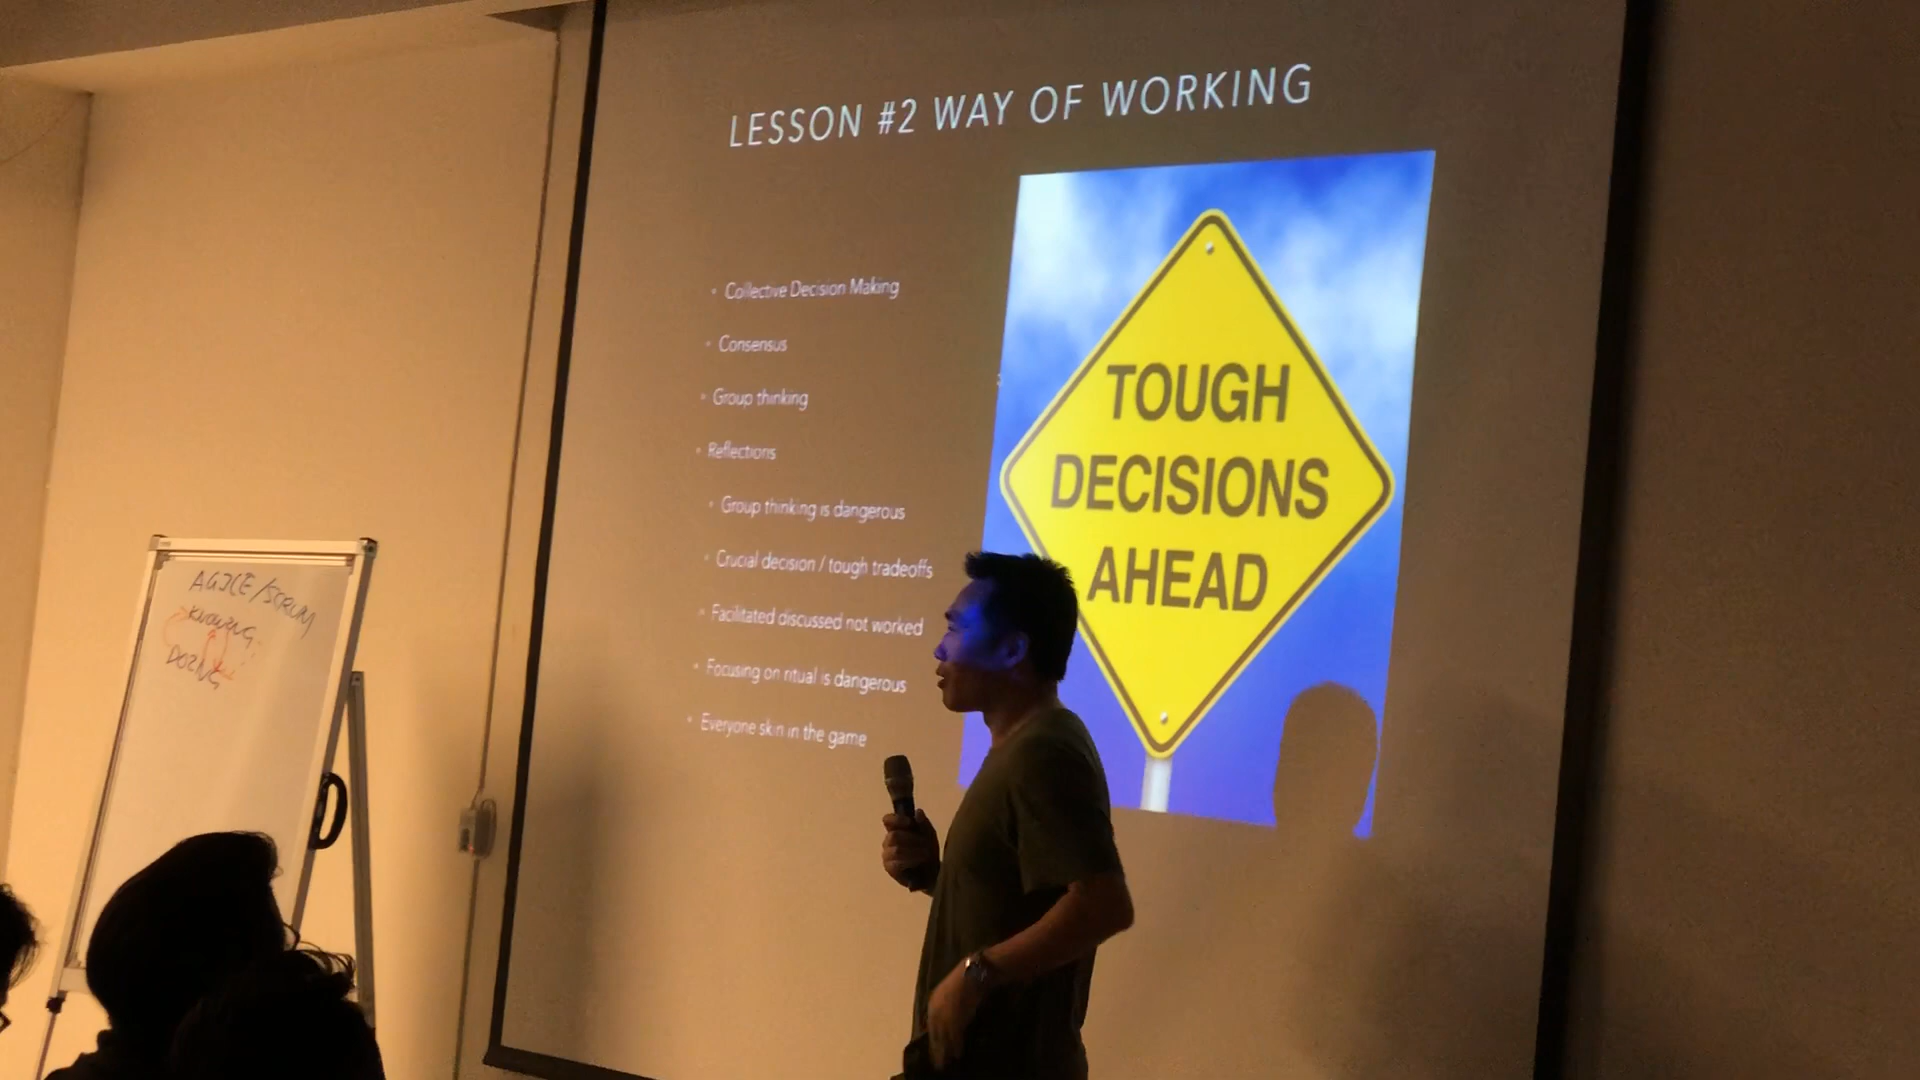 LESSON #2 WAY OF WORKING
Collective Decision Making
Consensus
Group thinking
Reflections
Group thinking is dangerous
Crucial decision / tough tradeoffs
Facilitated discussed not worked
Focusing on ritual is dangerous
Everyone skin in the game
TOUGH
DECISIONS
AHEAD
AGILE/SCRUM
KNOWING
DOING